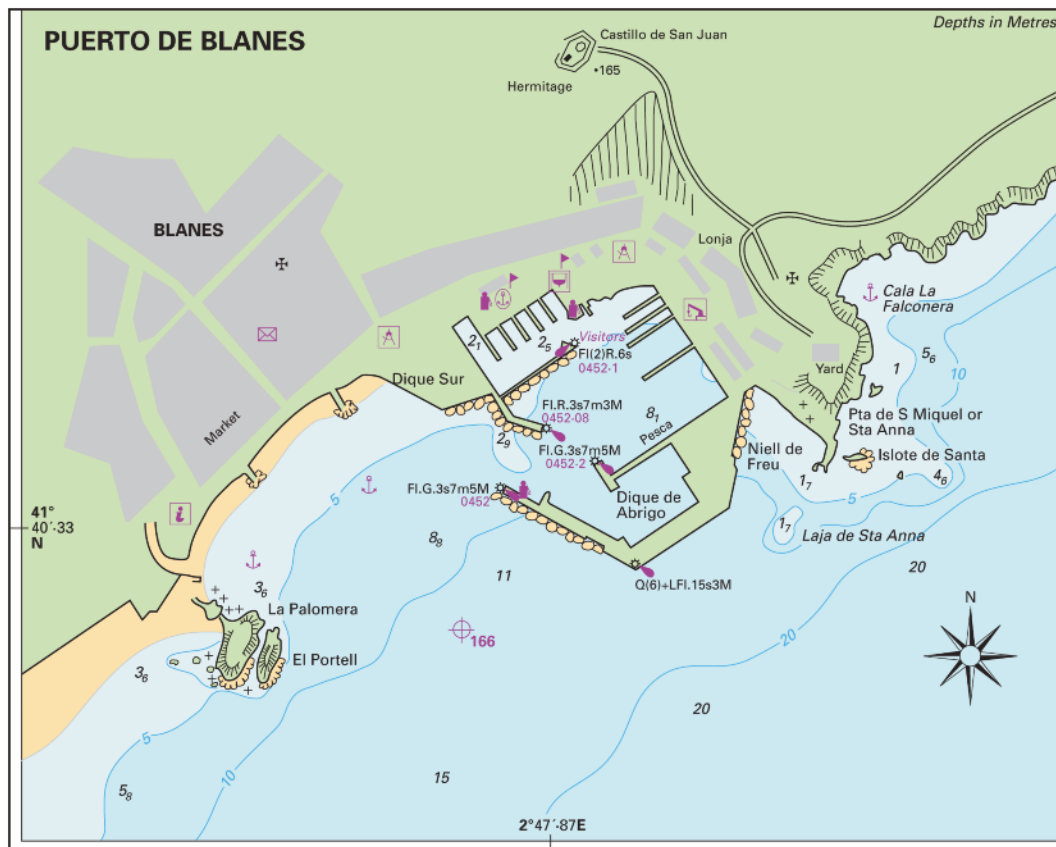 PUERTO DE BLANES
Depths in Metres
Castillo de San Juan
•165
Hermitage
BLANES
Lonja
Cala La
Falconera
Visitors
2₁
2₅
Fl(2)R.6s
0452·1
5₆
10
1
Yard
Dique Sur
Market
Fl.R.3s7m3M
0452·08
2₉
8₁
Pesca
Pta de S Miquel or
Sta Anna
Niell de
Freu
Islote de Santa
Fl.G.3s7m5M
0452·2
1₇
4₆
5
5
Fl.G.3s7m5M
0452
Dique de
Abrigo
i
41°
40´·33
N
8₈
1₇
Laja de Sta Anna
11
20
Q(6)+LFl.15s3M
3₆
La Palomera
N
166
20
El Portell
3₆
20
5
10
15
5₈
2°47´·87E